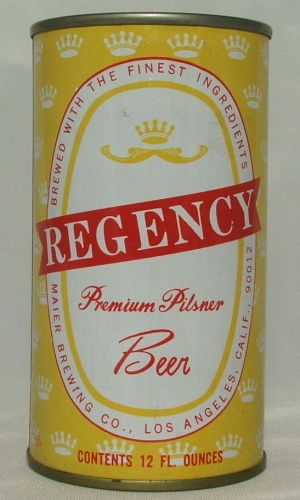 BREWED WITH THE FINEST INGREDIENTS
REGENCY
Premium Pilsner
Beer
MAIER BREWING CO., LOS ANGELES, CALIF., 90012
CONTENTS 12 FL. OUNCES